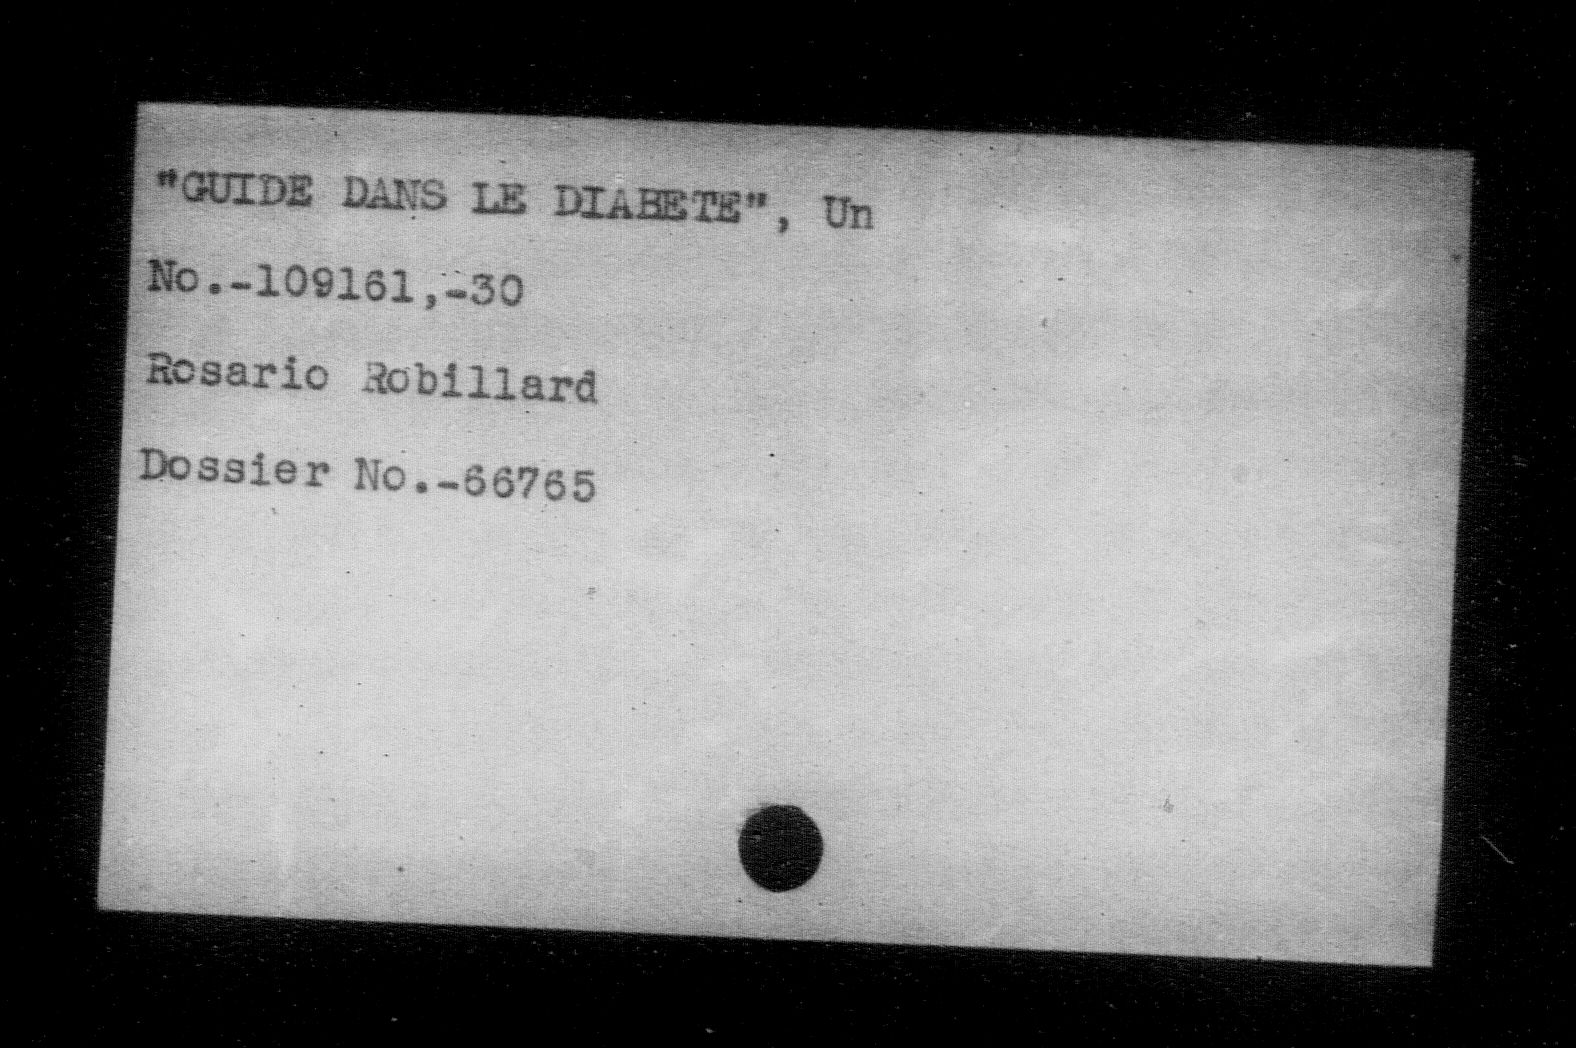 "GUIDE DANS LE DIABETE", Un
No.-109161,-30
Rosario Robillard
Dossier No.-66765